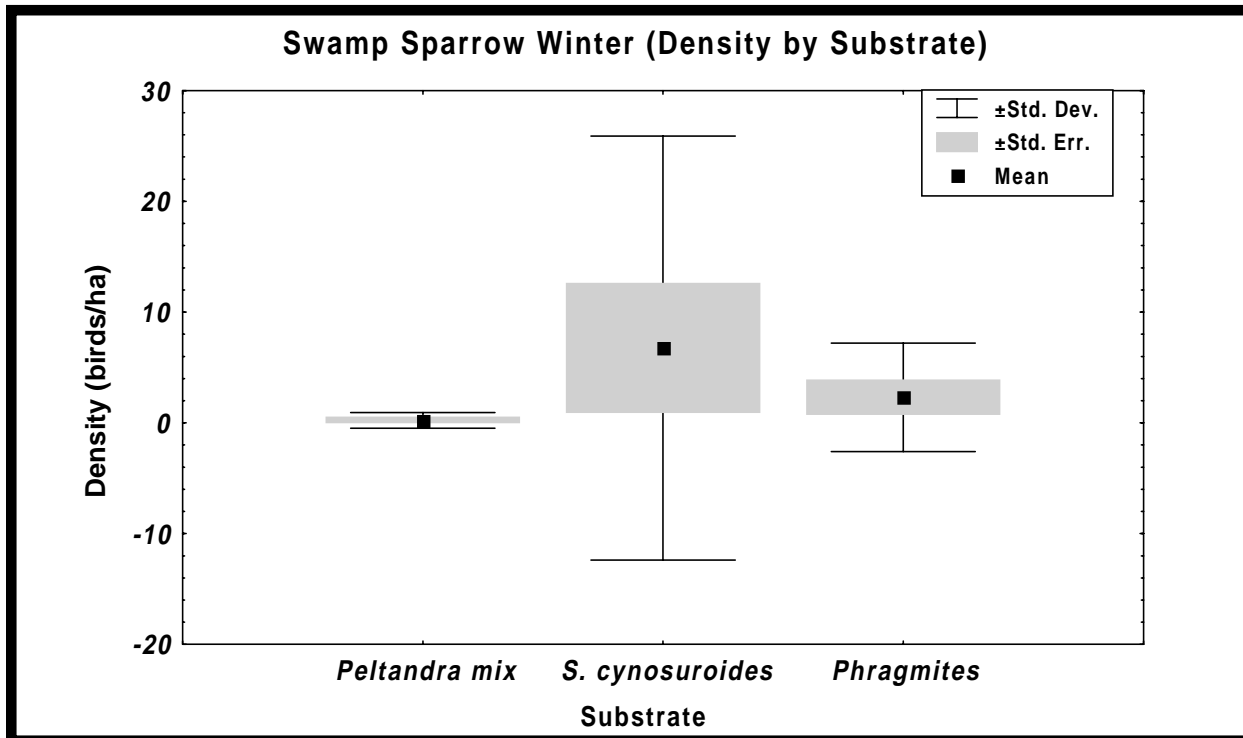 Swamp Sparrow Winter (Density by Substrate)
30
20
10
0
-10
-20
Density (birds/ha)
±Std. Dev.
±Std. Err.
Mean
Peltandra mix
S. cynosuroides
Phragmites
Substrate